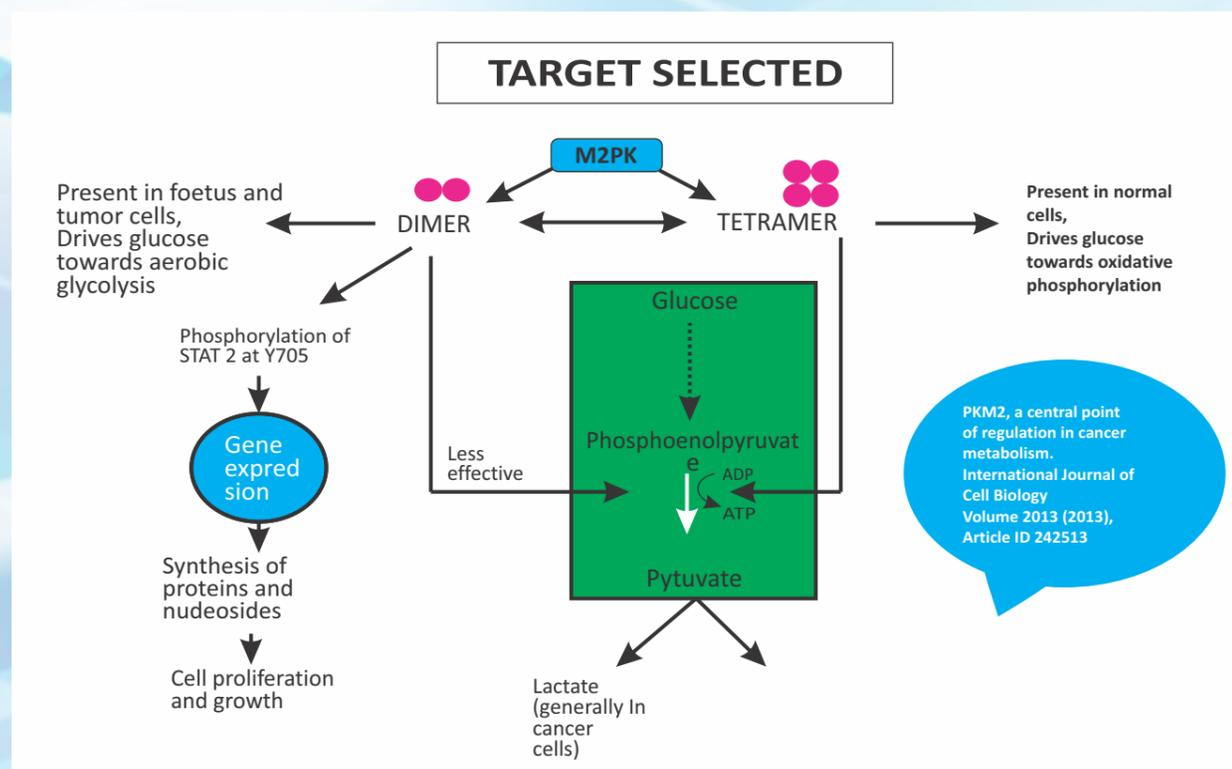 TARGET SELECTED
M2PK
DIMER
TETRAMER
Present in foetus and
tumor cells,
Drives glucose
towards aerobic
glycolysis
Present in normal
cells,
Drives glucose
towards oxidative
phosphorylation
Phosphorylation of
STAT 2 at Y705
Gene
expred
sion
Synthesis of
proteins and
nudeosides
Cell proliferation
and growth
Less
effective
Glucose
Phosphoenolpyruvat
e
ADP
ATP
Pytuvate
Lactate
(generally In
cancer
cells)
PKM2, a central point
of regulation in cancer
metabolism.
International Journal of
Cell Biology
Volume 2013 (2013),
Article ID 242513